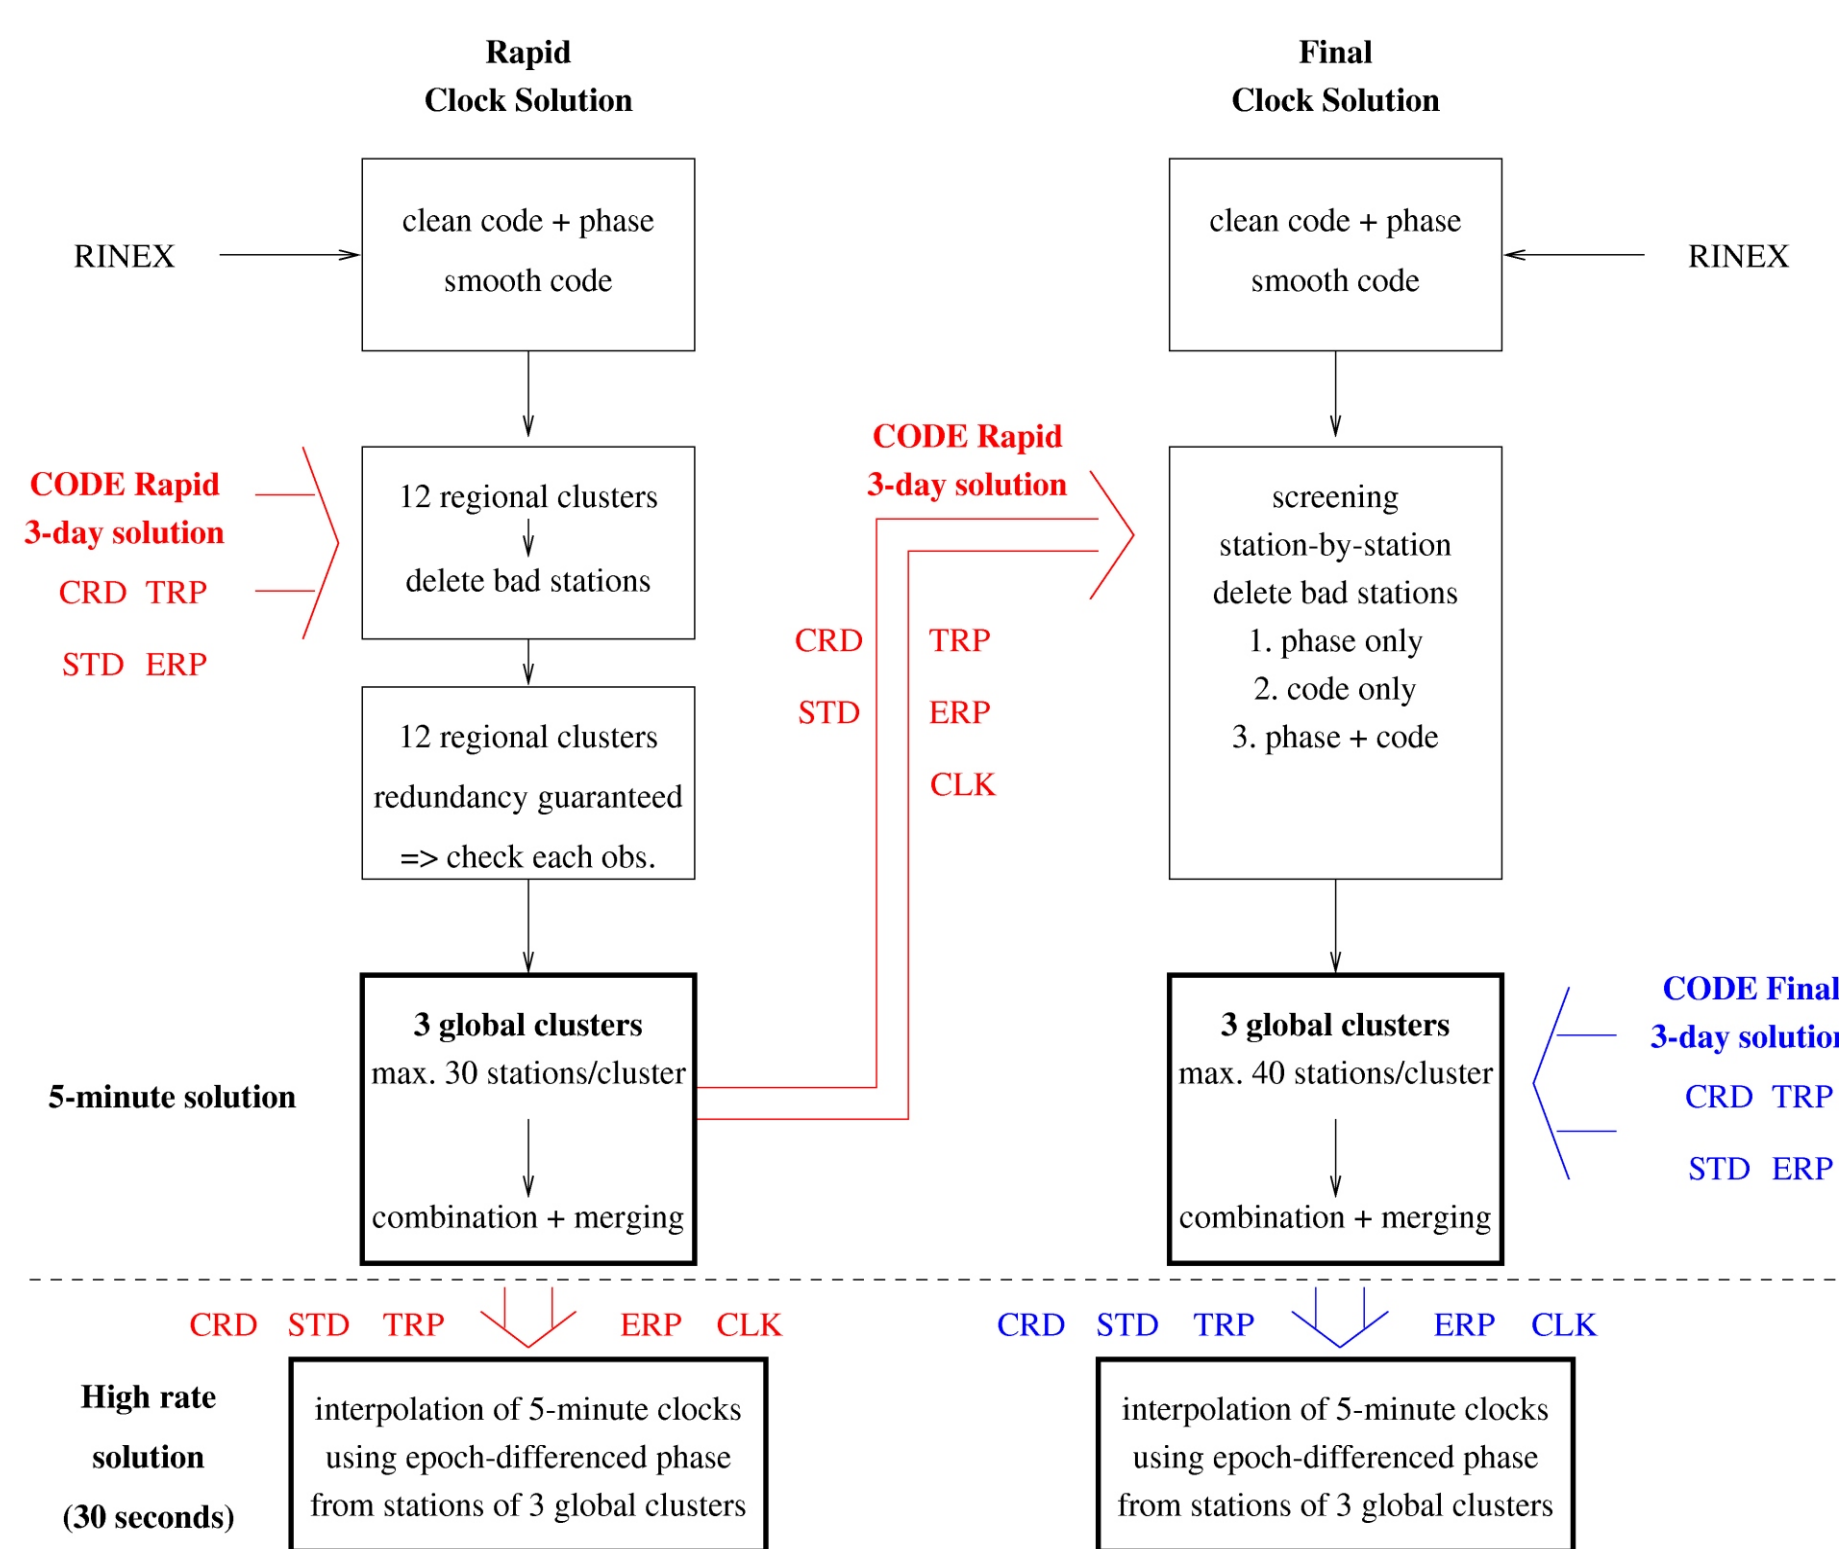 Rapid
Clock Solution
Final
Clock Solution
RINEX
clean code + phase
smooth code
clean code + phase
smooth code
RINEX
CODE Rapid
3-day solution
CRD TRP
STD ERP
12 regional clusters
delete bad stations
12 regional clusters
redundancy guaranteed
=> check each obs.
CODE Rapid
3-day solution
CRD TRP
STD ERP
CLK
screening
station-by-station
delete bad stations
1. phase only
2. code only
3. phase + code
5-minute solution
3 global clusters
max. 30 stations/cluster
combination + merging
3 global clusters
max. 40 stations/cluster
combination + merging
CODE Final
3-day solution
CRD TRP
STD ERP
CRD STD TRP ERP CLK
CRD STD TRP ERP CLK
High rate
solution
(30 seconds)
interpolation of 5-minute clocks
using epoch-differenced phase
from stations of 3 global clusters
interpolation of 5-minute clocks
using epoch-differenced phase
from stations of 3 global clusters